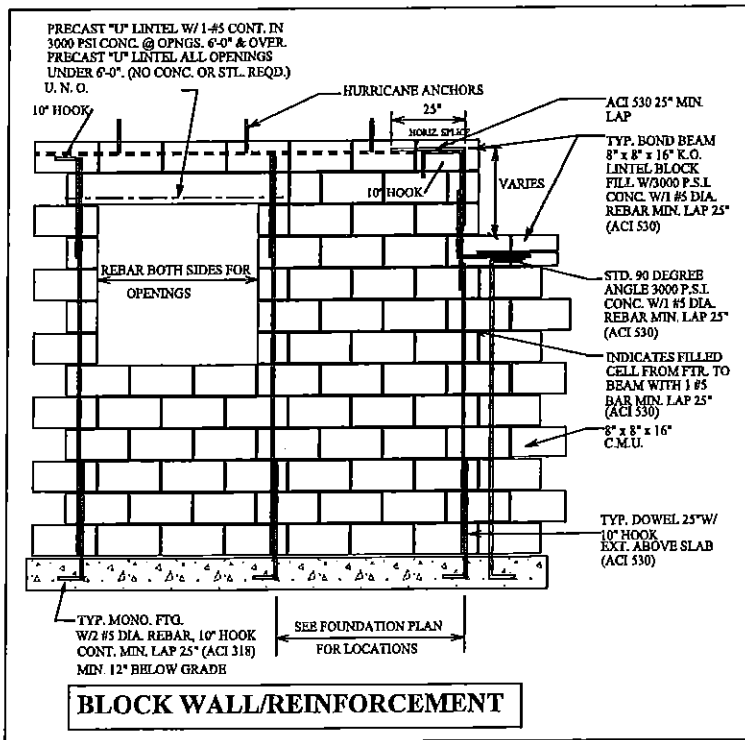 PRECAST "U" LINTEL W/ 1-#5 CONT. IN
3000 PSI CONC. @ OPNGS. 6'-0" & OVER.
PRECAST "U" LINTEL ALL OPENINGS
UNDER 6'-0". (NO CONC. OR STL. REQD.)
U. N. O.
10" HOOK
HURRICANE ANCHORS
25"
HORIZ. SPLICE
10" HOOK
VARIES
ACI 530 25" MIN.
LAP
TYP. BOND BEAM
8" x 8" x 16" K.O.
LINTEL BLOCK
FILL W/3000 P.S.I.
CONC. W/1 #5 DIA.
REBAR MIN. LAP 25"
(ACI 530)
REBAR BOTH SIDES FOR
OPENINGS
STD. 90 DEGREE
ANGLE 3000 P.S.I.
CONC. W/1 #5 DIA.
REBAR MIN. LAP 25"
(ACI 530)
INDICATES FILLED
CELL FROM FTR. TO
BEAM WITH 1 #5
BAR MIN. LAP 25"
(ACI 530)
8" x 8" x 16"
C.M.U.
TYP. DOWEL 25" W/
10" HOOK
EXT. ABOVE SLAB
(ACI 530)
TYP. MONO. FTG.
W/2 #5 DIA. REBAR, 10" HOOK
CONT. MIN. LAP 25" (ACI 318)
MIN. 12" BELOW GRADE
SEE FOUNDATION PLAN
FOR LOCATIONS
BLOCK WALL/REINFORCEMENT